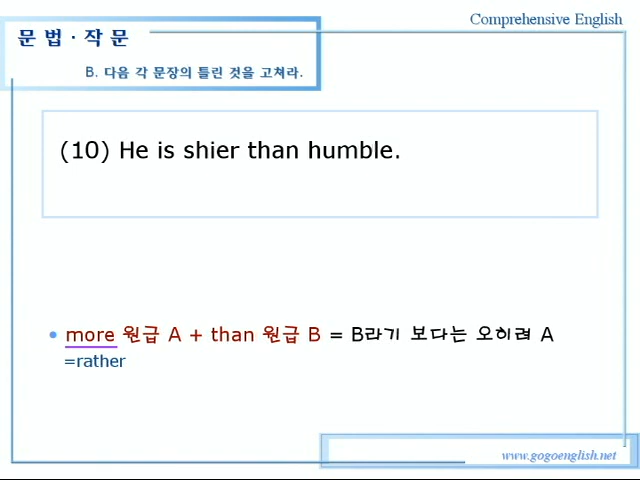 Comprehensive English
문 법 · 작 문
B. 다음 각 문장의 틀린 것을 고쳐라.
(10) He is shier than humble.
• more 원급 A + than 원급 B = B라기 보다는 오히려 A
=rather
www.gogoenglish.net